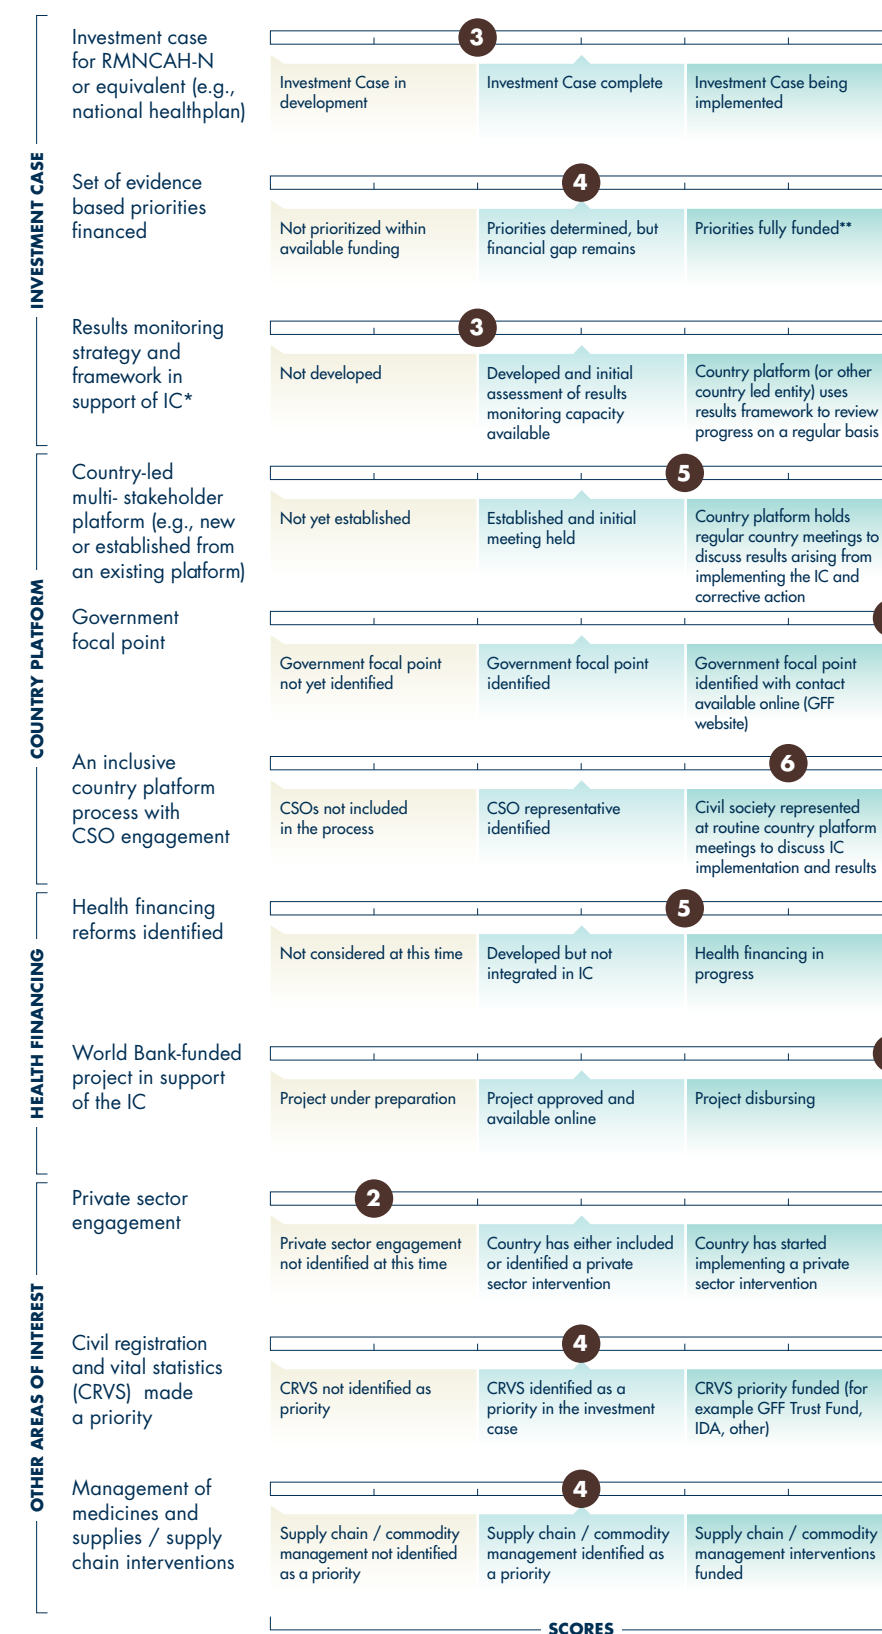 INVESTMENT CASE
Investment case
for RMNCAH-N
or equivalent (e.g.,
national healthplan)
3
Investment Case in
development
Investment Case complete
Investment Case being
implemented
Set of evidence
based priorities
financed
4
Not prioritized within
available funding
Priorities determined, but
financial gap remains
Priorities fully funded**
Results monitoring
strategy and
framework in
support of IC*
3
Not developed
Developed and initial
assessment of results
monitoring capacity
available
Country platform (or other
country led entity) uses
results framework to review
progress on a regular basis
COUNTRY PLATFORM
Country-led
multi- stakeholder
platform (e.g., new
or established from
an existing platform)
5
Not yet established
Established and initial
meeting held
Country platform holds
regular country meetings to
discuss results arising from
implementing the IC and
corrective action
Government
focal point
Government focal point
not yet identified
Government focal point
identified
Government focal point
identified with contact
available online (GFF
website)
An inclusive
country platform
process with
CSO engagement
6
CSOs not included
in the process
CSO representative
identified
Civil society represented
at routine country platform
meetings to discuss IC
implementation and results
HEALTH FINANCING
Health financing
reforms identified
5
Not considered at this time
Developed but not
integrated in IC
Health financing in
progress
World Bank-funded
project in support
of the IC
Project under preparation
Project approved and
available online
Project disbursing
OTHER AREAS OF INTEREST
Private sector
engagement
2
Private sector engagement
not identified at this time
Country has either included
or identified a private
sector intervention
Country has started
implementing a private
sector intervention
Civil registration
and vital statistics
(CRVS) made
a priority
4
CRVS not identified as
priority
CRVS identified as a
priority in the investment
case
CRVS priority funded (for
example GFF Trust Fund,
IDA, other)
Management of
medicines and
supplies / supply
chain interventions
4
Supply chain / commodity
management not identified
as a priority
Supply chain / commodity
management identified as
a priority
Supply chain / commodity
management interventions
funded
SCORES